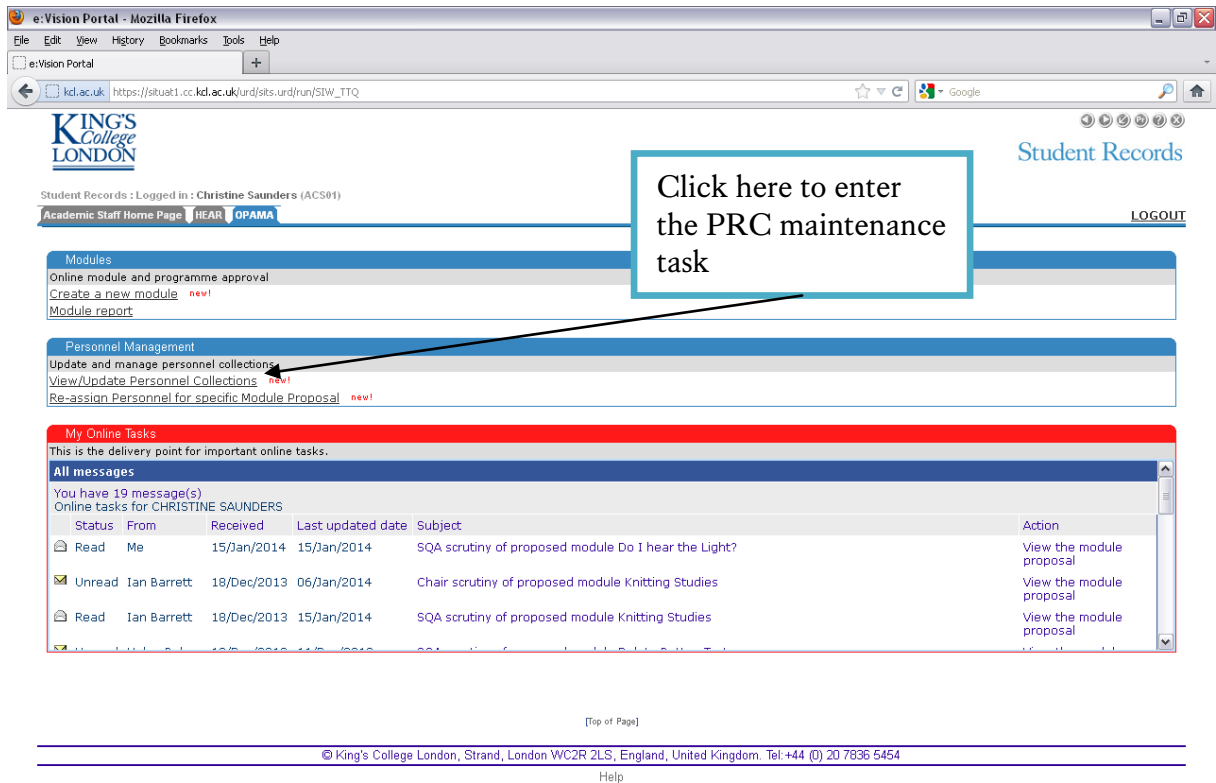 e:Vision Portal - Mozilla Firefox
File Edit View History Bookmarks Tools Help
e:Vision Portal +
kcl.ac.uk https://situat1.cc.kcl.ac.uk/urd/sits.urd/run/SIW_TTQ Google
KING'S
College
LONDON
Student Records
Student Records : Logged in : Christine Saunders (ACS01)
Academic Staff Home Page HEAR OPAMA LOGOUT
Click here to enter
the PRC maintenance
task
Modules
Online module and programme approval
Create a new module new!
Module report
Personnel Management
Update and manage personnel collections
View/Update Personnel Collections new!
Re-assign Personnel for specific Module Proposal new!
My Online Tasks
This is the delivery point for important online tasks.
All messages
You have 19 message(s)
Online tasks for CHRISTINE SAUNDERS
Status From Received Last updated date Subject Action
Read Me 15/Jan/2014 15/Jan/2014 SQA scrutiny of proposed module Do I hear the Light? View the module
proposal
Unread Ian Barrett 18/Dec/2013 06/Jan/2014 Chair scrutiny of proposed module Knitting Studies View the module
proposal
Read Ian Barrett 18/Dec/2013 15/Jan/2014 SQA scrutiny of proposed module Knitting Studies View the module
proposal
[Top of Page]
© King's College London, Strand, London WC2R 2LS, England, United Kingdom. Tel:+44 (0) 20 7836 5454
Help